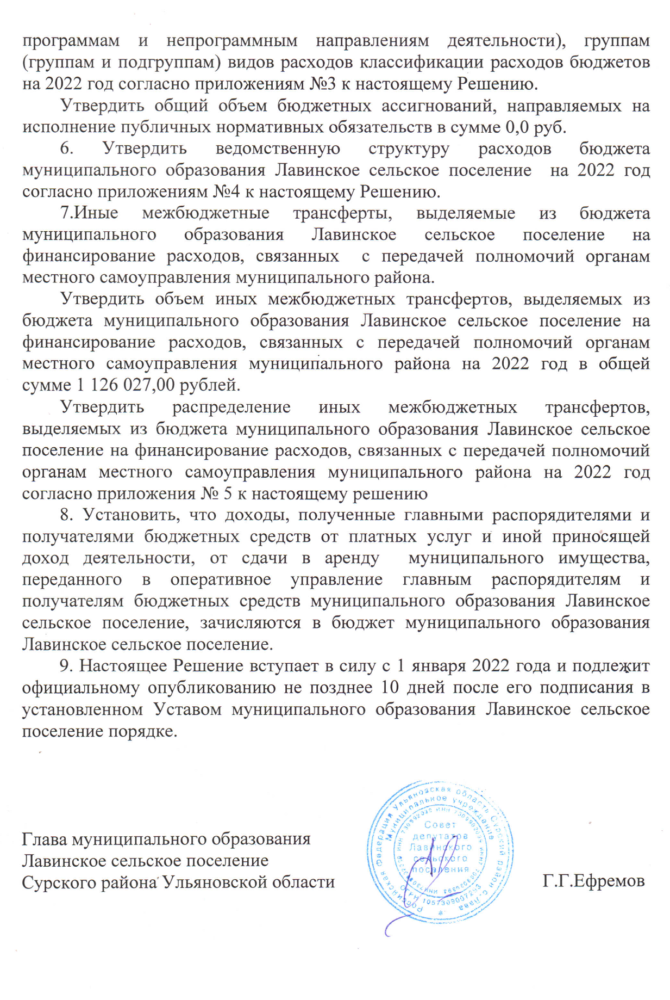 программам и непрограммным направлениям деятельности), группам
(группам и подгруппам) видов расходов классификации расходов бюджетов
на 2022 год согласно приложениям №3 к настоящему Решению.
Утвердить общий объем бюджетных ассигнований, направляемых на
исполнение публичных нормативных обязательств в сумме 0,0 руб.
6. Утвердить ведомственную структуру расходов бюджета
муниципального образования Лавинское сельское поселение на 2022 год
согласно приложениям №4 к настоящему Решению.
7.Иные межбюджетные трансферты, выделяемые из бюджета
муниципального образования Лавинское сельское поселение на
финансирование расходов, связанных с передачей полномочий органам
местного самоуправления муниципального района.
Утвердить объем иных межбюджетных трансфертов, выделяемых из
бюджета муниципального образования Лавинское сельское поселение на
финансирование расходов, связанных с передачей полномочий органам
местного самоуправления муниципального района на 2022 год в общей
сумме 1 126 027,00 рублей.
Утвердить распределение иных межбюджетных трансфертов,
выделяемых из бюджета муниципального образования Лавинское сельское
поселение на финансирование расходов, связанных с передачей полномочий
органам местного самоуправления муниципального района на 2022 год
согласно приложения № 5 к настоящему решению
8. Установить, что доходы, полученные главными распорядителями и
получателями бюджетных средств от платных услуг и иной приносящей
доход деятельности, от сдачи в аренду муниципального имущества,
переданного в оперативное управление главным распорядителям и
получателям бюджетных средств муниципального образования Лавинское
сельское поселение, зачисляются в бюджет муниципального образования
Лавинское сельское поселение.
9. Настоящее Решение вступает в силу с 1 января 2022 года и подлежит
официальному опубликованию не позднее 10 дней после его подписания в
установленном Уставом муниципального образования Лавинское сельское
поселение порядке.
Глава муниципального образования
Лавинское сельское поселение
Сурского района Ульяновской области
Г.Г.Ефремов
Российская Федерация Ульяновская область Сурский район с.Лава
Муниципальное учреждение
Совет
депутатов
Лавинского
сельского
поселения
ОГРН